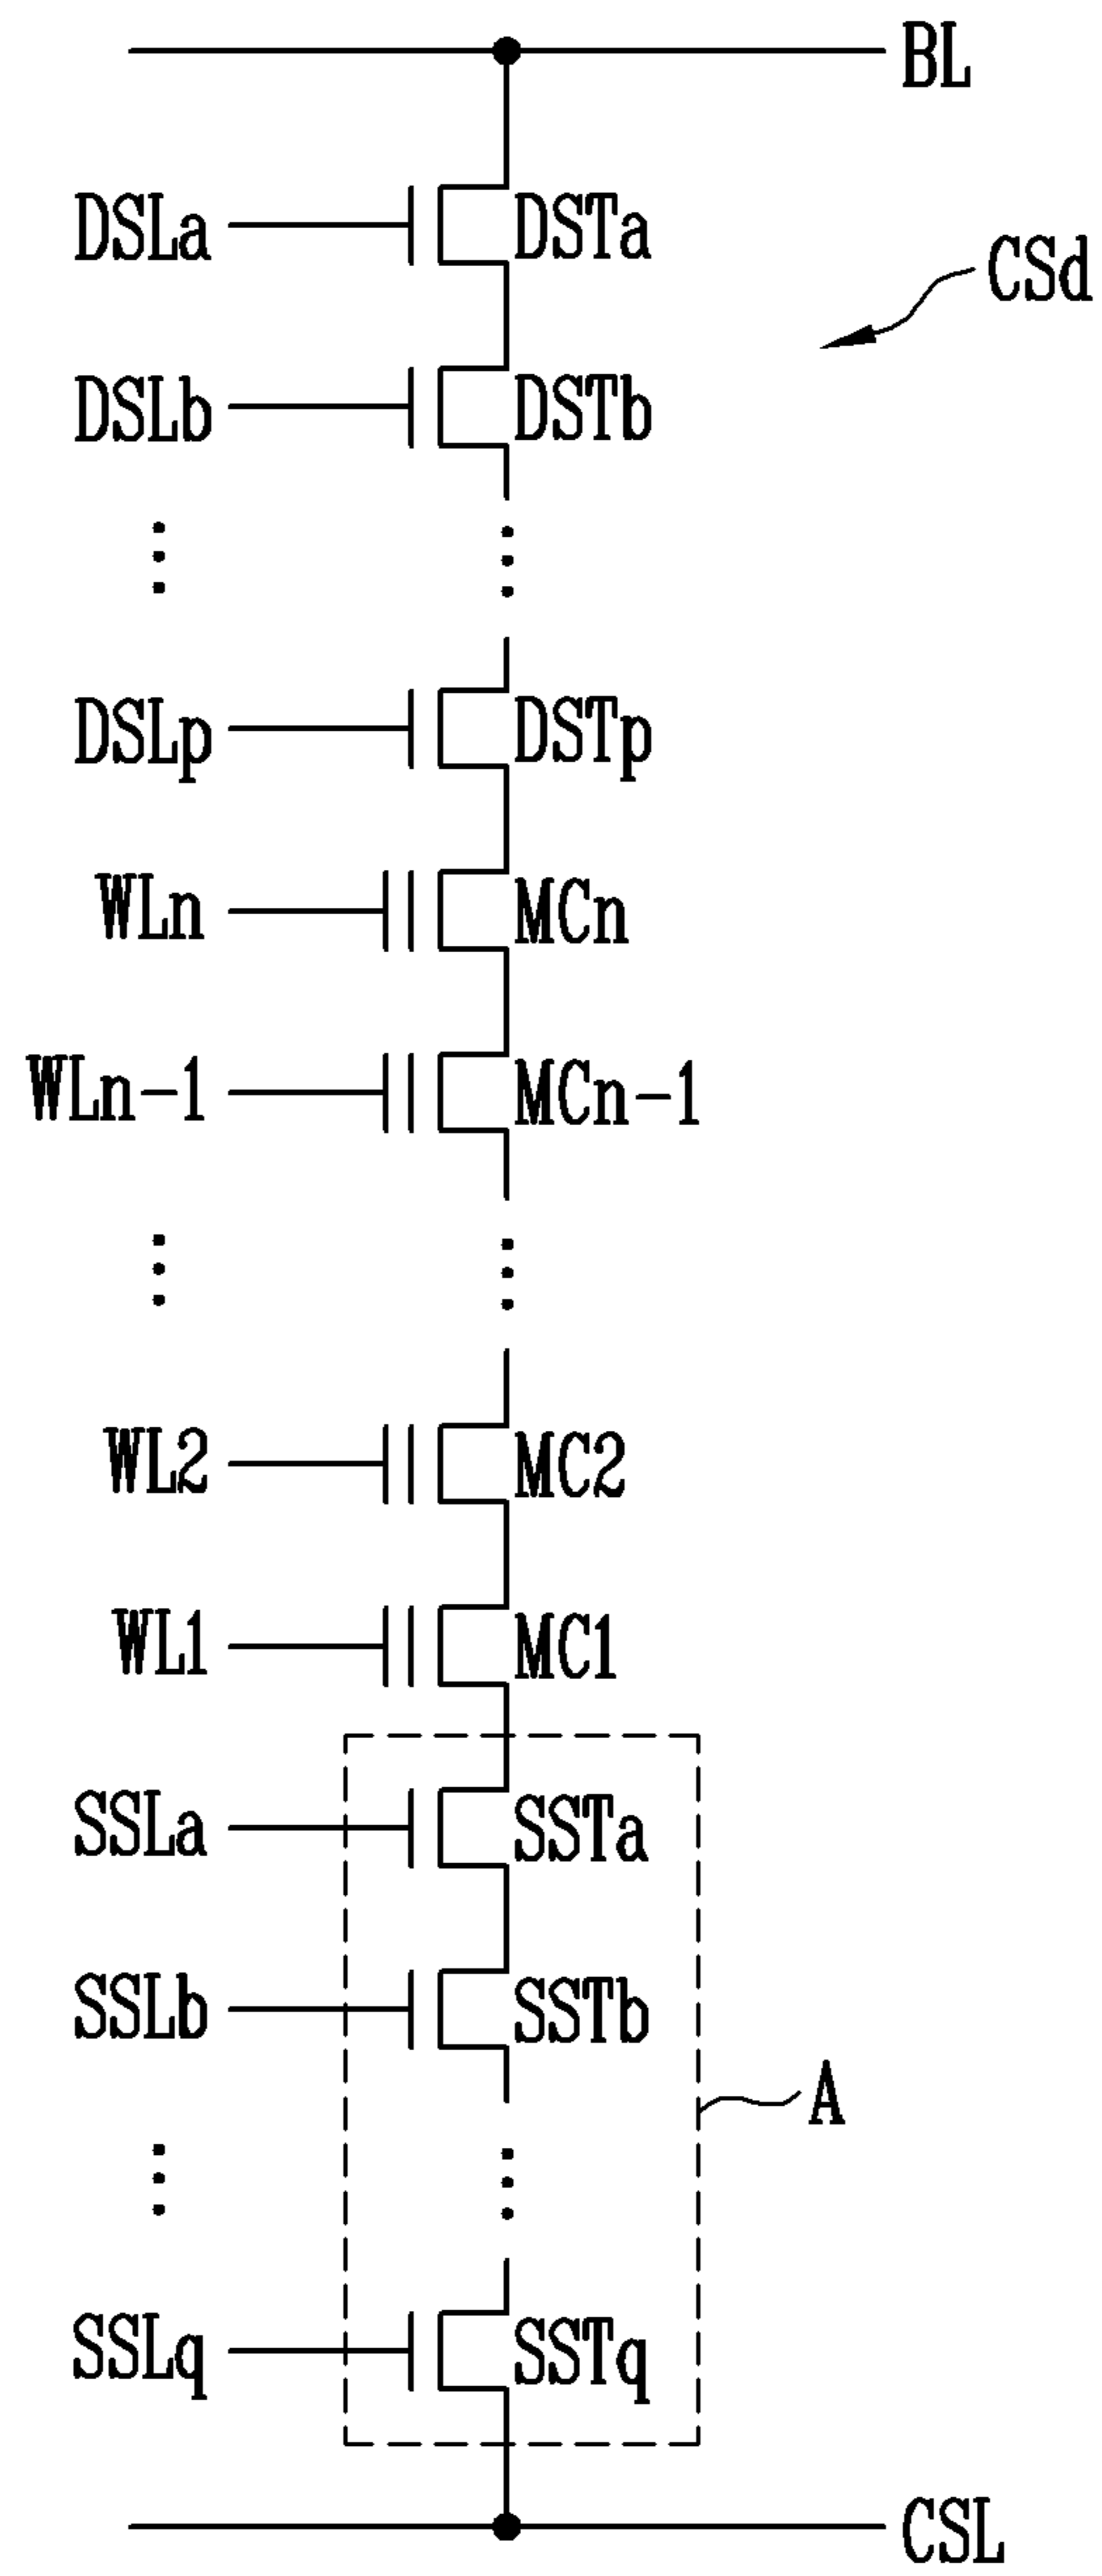 BL
DSLa DSTa
CSd
DSLb DSTb
DSLp DSTp
WLn MCn
WLn-1 MCn-1
WL2 MC2
WL1 MC1
SSLa SSTa
SSLb SSTb
A
SSLq SSTq
CSL